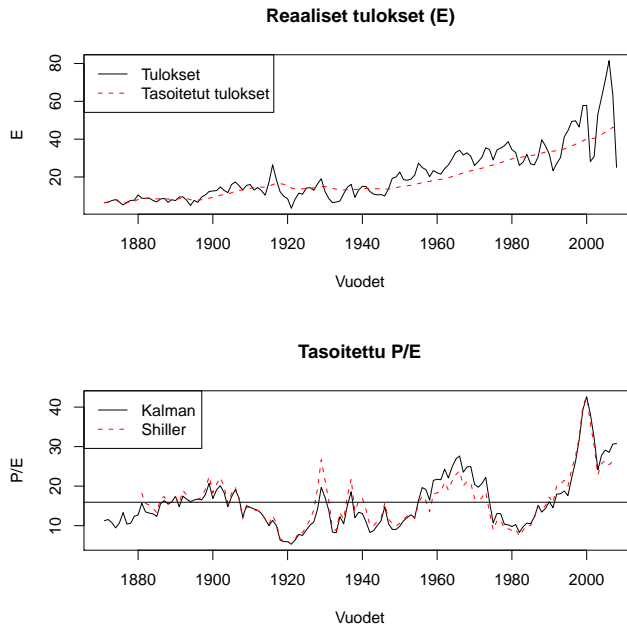 Reaaliset tulokset (E)
Tulokset
Tasoitetut tulokset
E
80
60
40
20
1880 1900 1920 1940 1960 1980 2000
Vuodet
Tasoitettu P/E
Kalman
Shiller
P/E
40
30
20
10
1880 1900 1920 1940 1960 1980 2000
Vuodet